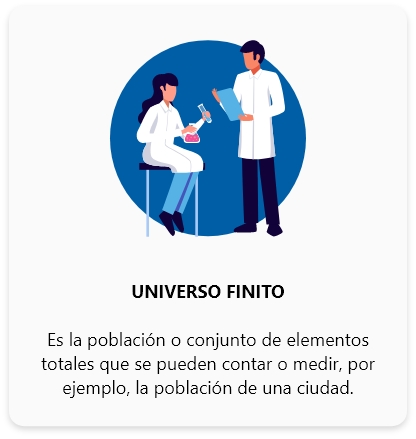 UNIVERSO FINITO
Es la población o conjunto de elementos
totales que se pueden contar o medir, por
ejemplo, la población de una ciudad.